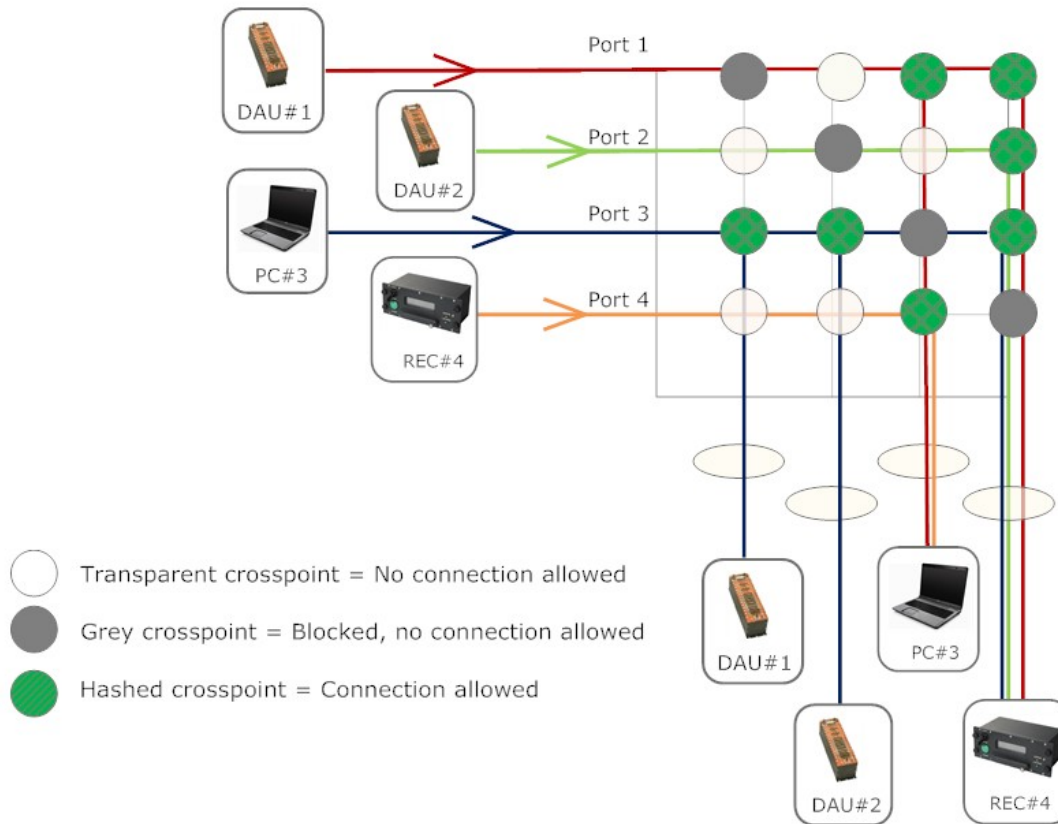 Port 1
DAU#1
Port 2
DAU#2
Port 3
PC#3
Port 4
REC#4
Transparent crosspoint = No connection allowed
Grey crosspoint = Blocked, no connection allowed
Hashed crosspoint = Connection allowed
DAU#1
PC#3
DAU#2
REC#4